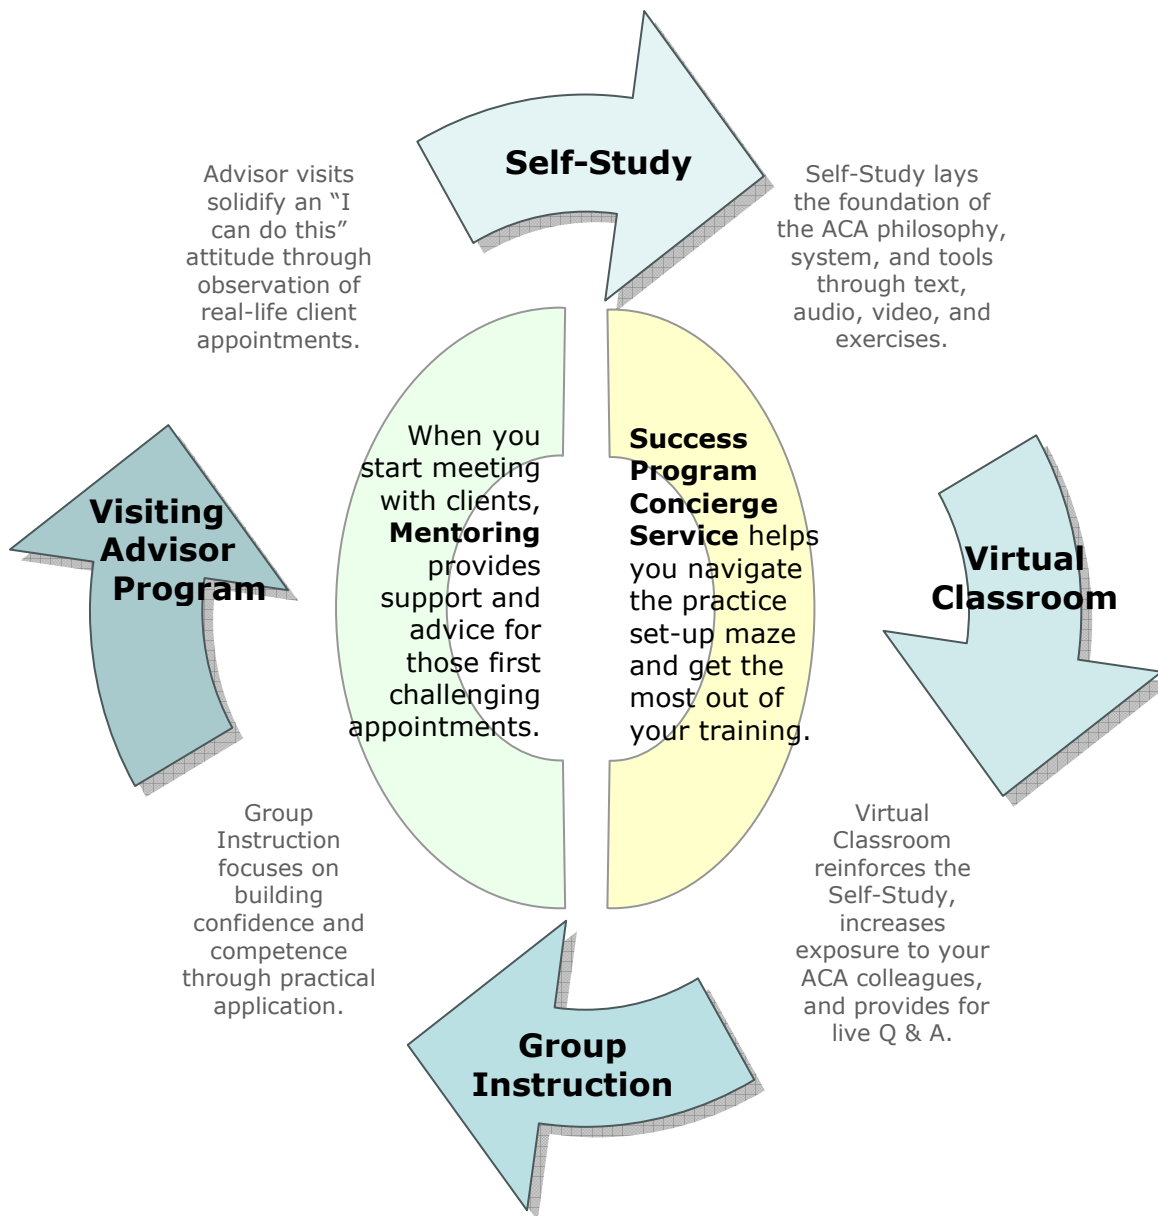 Self-Study
Advisor visits
solidify an “I
can do this”
attitude through
observation of
real-life client
appointments.
Self-Study lays
the foundation of
the ACA philosophy,
system, and tools
through text,
audio, video, and
exercises.
When you
start meeting
with clients,
Mentoring
provides
support and
advice for
those first
challenging
appointments.
Success
Program
Concierge
Service helps
you navigate
the practice
set-up maze
and get the
most out of
your training.
Visiting
Advisor
Program
Virtual
Classroom
Group
Instruction
focuses on
building
confidence and
competence
through practical
application.
Virtual
Classroom
reinforces the
Self-Study,
increases
exposure to your
ACA colleagues,
and provides for
live Q & A.
Group
Instruction